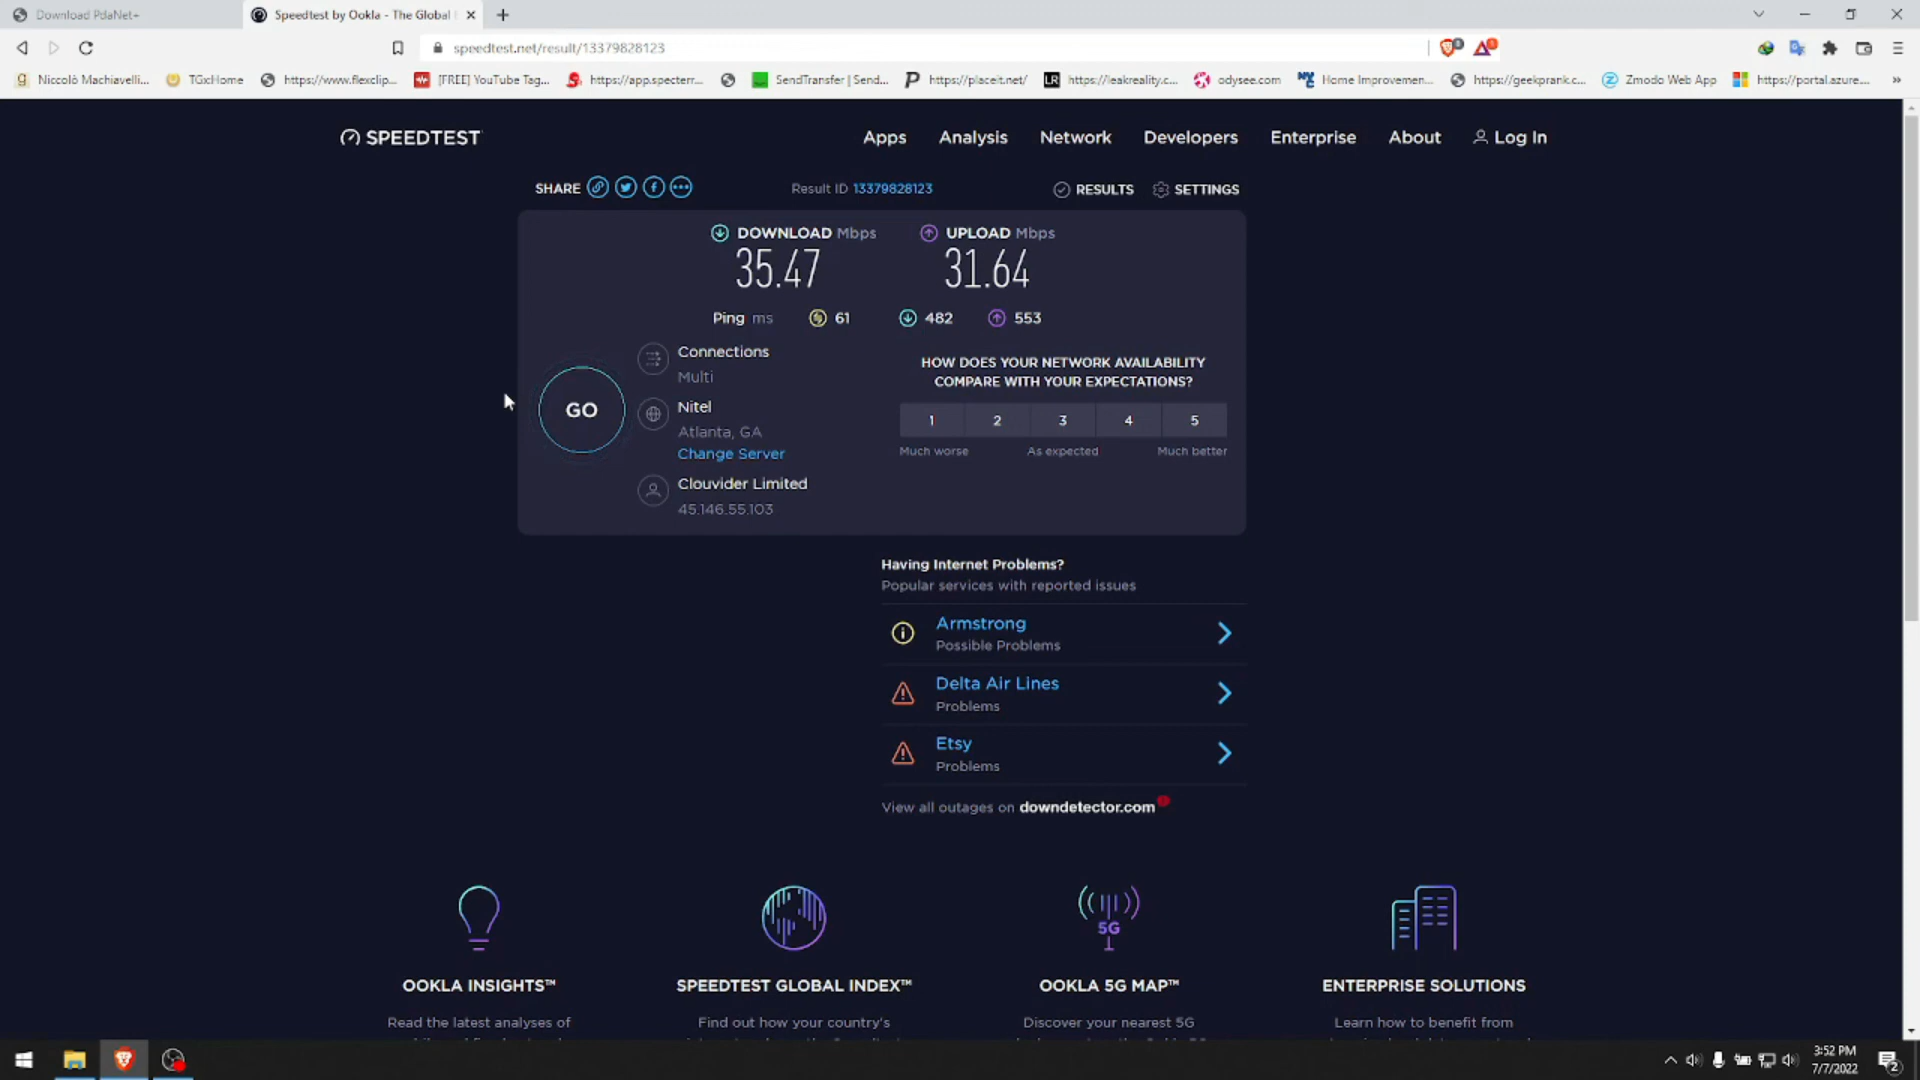 Download PdaNet+
Speedtest by Ookla - The Global
speedtest.net/result/13379828123
Niccolò Machiavelli...
TGxHome
https://www.flexclip...
[FREE] YouTube Tag...
https://app.specterr...
SendTransfer | Send...
https://placeit.net/
https://leakreality.c...
odysee.com
Home Improvemen...
https://geekprank.c...
Zmodo Web App
https://portal.azure....
»
SPEEDTEST
Apps
Analysis
Network
Developers
Enterprise
About
Log In
SHARE
Result ID 13379828123
RESULTS
SETTINGS
DOWNLOAD Mbps
35.47
UPLOAD Mbps
31.64
Ping ms
61
482
553
GO
Connections
Multi
Nitel
Atlanta, GA
Change Server
Clouvider Limited
45.146.55.103
HOW DOES YOUR NETWORK AVAILABILITY
COMPARE WITH YOUR EXPECTATIONS?
1 2 3 4 5
Much worse As expected Much better
Having Internet Problems?
Popular services with reported issues
Armstrong
Possible Problems
Delta Air Lines
Problems
Etsy
Problems
View all outages on downdetector.com
5G
OOKLA INSIGHTS™
Read the latest analyses of
SPEEDTEST GLOBAL INDEX™
Find out how your country's
OOKLA 5G MAP™
Discover your nearest 5G
ENTERPRISE SOLUTIONS
Learn how to benefit from
3:52 PM
7/7/2022
2